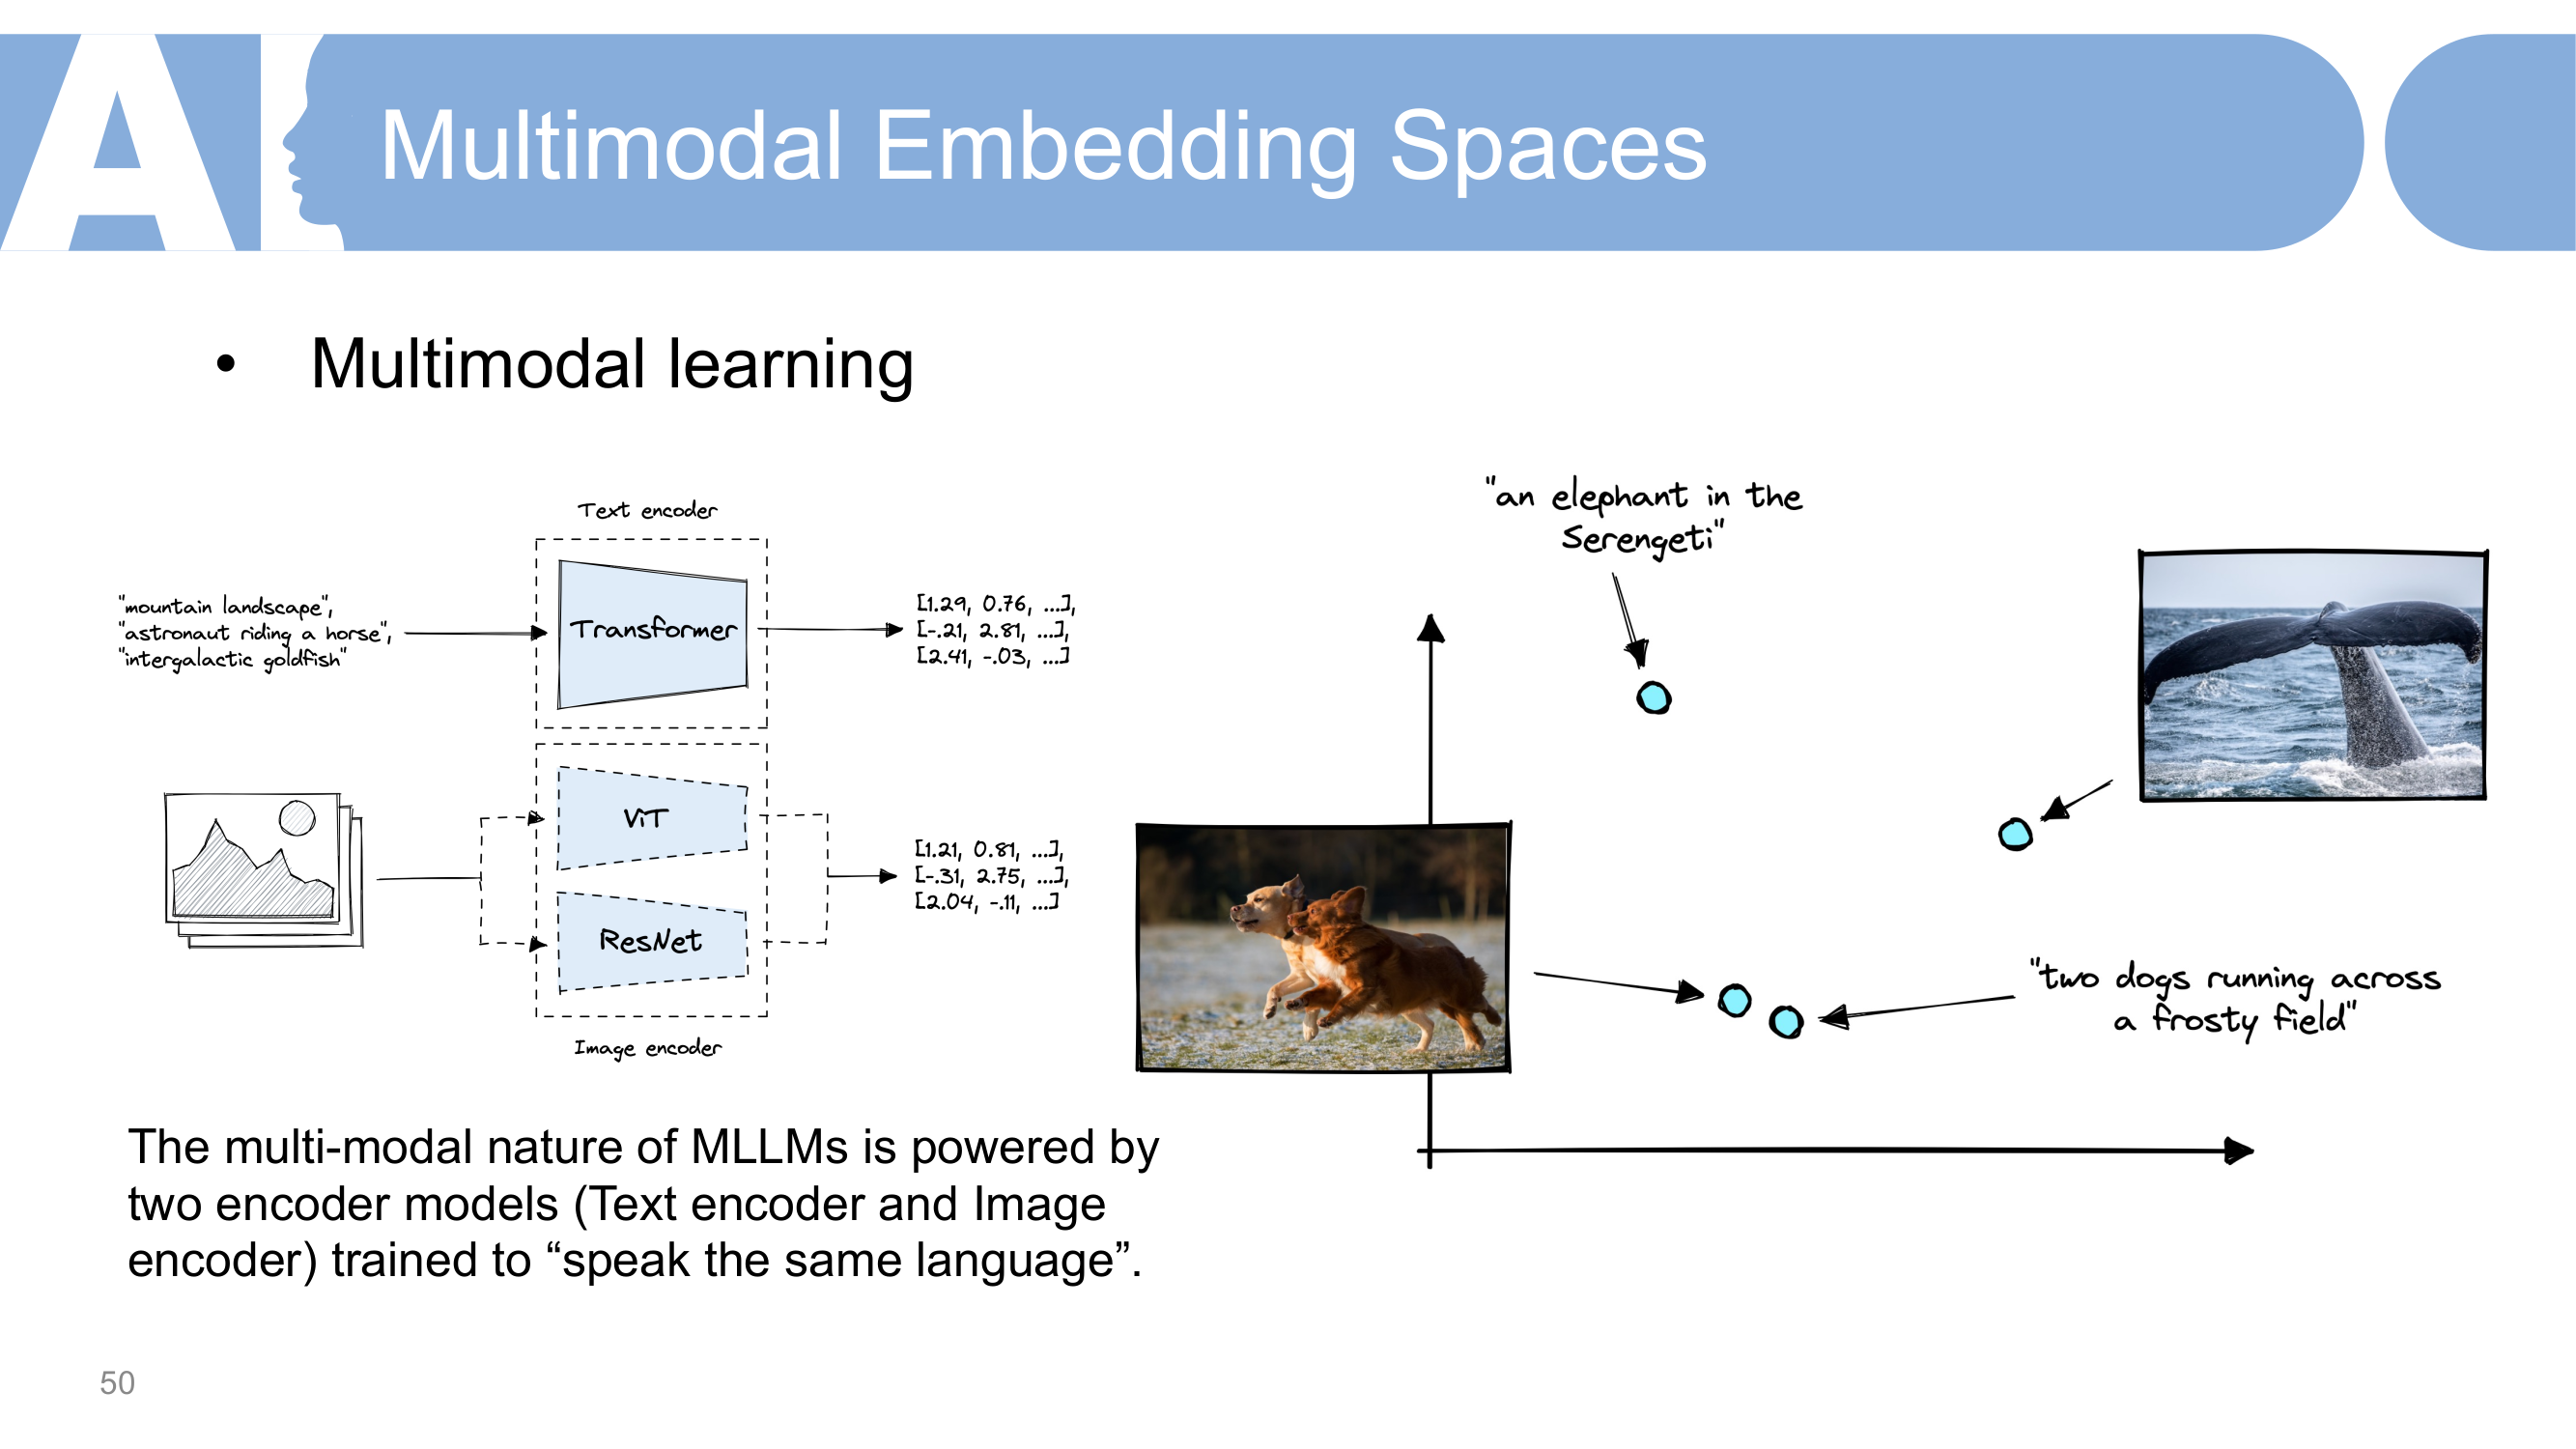 AI
Multimodal Embedding Spaces
• Multimodal learning
Text encoder
"mountain landscape",
"astronaut riding a horse",
"intergalactic goldfish"
Transformer
[1.29, 0.76, ...],
[-.21, 2.81, ...],
[2.41, -.03, ...]
ViT
ResNet
[1.21, 0.81, ...],
[-.31, 2.75, ...],
[2.04, -.11, ...]
Image encoder
"an elephant in the
Serengeti"
"two dogs running across
a frosty field"
The multi-modal nature of MLLMs is powered by
two encoder models (Text encoder and Image
encoder) trained to “speak the same language”.
50